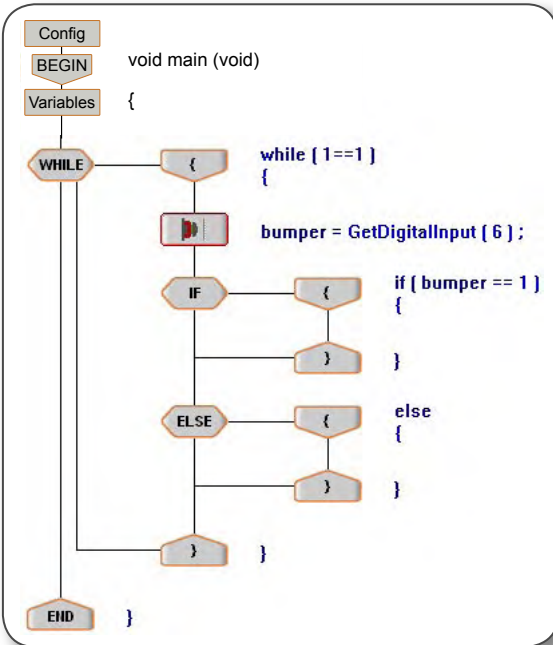 Config
BEGIN void main (void)
Variables {
WHILE { while ( 1==1 )
{
bumper = GetDigitalInput ( 6 ) ;
IF { if ( bumper == 1 )
{
} }
ELSE { else
{
} }
} }
END }